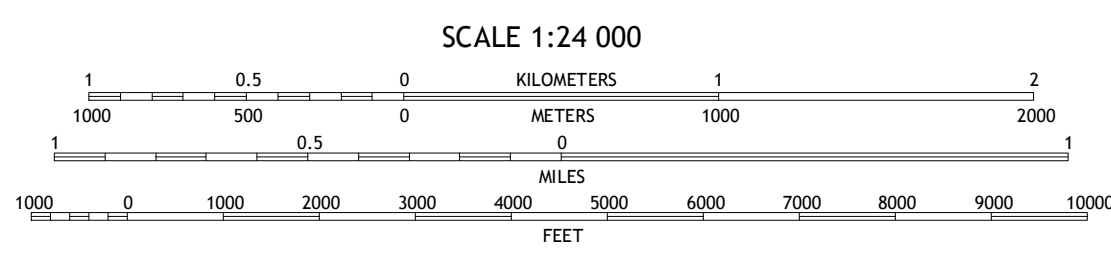 SCALE 1:24 000
1 0.5 0 KILOMETERS 1 2
1000 500 0 METERS 1000 2000
1 0.5 0 1
MILES
1000 0 1000 2000 3000 4000 5000 6000 7000 8000 9000 10000
FEET